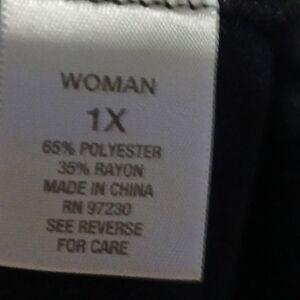 WOMAN
1X
65% POLYESTER
35% RAYON
MADE IN CHINA
RN 97230
SEE REVERSE
FOR CARE